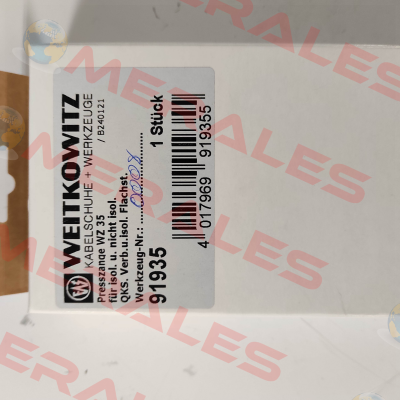 WEITKOWITZ
KABELSCHUHE + WERKZEUGE
/ B240121
Presszange WZ 35
für isol. u. nicht isol.
QKS. Verb.u.Isol. Flachst.
Werkzeug-Nr.: ....................
91935
1 Stück
4 017969 919355
MERALES
MERALES
MERALES